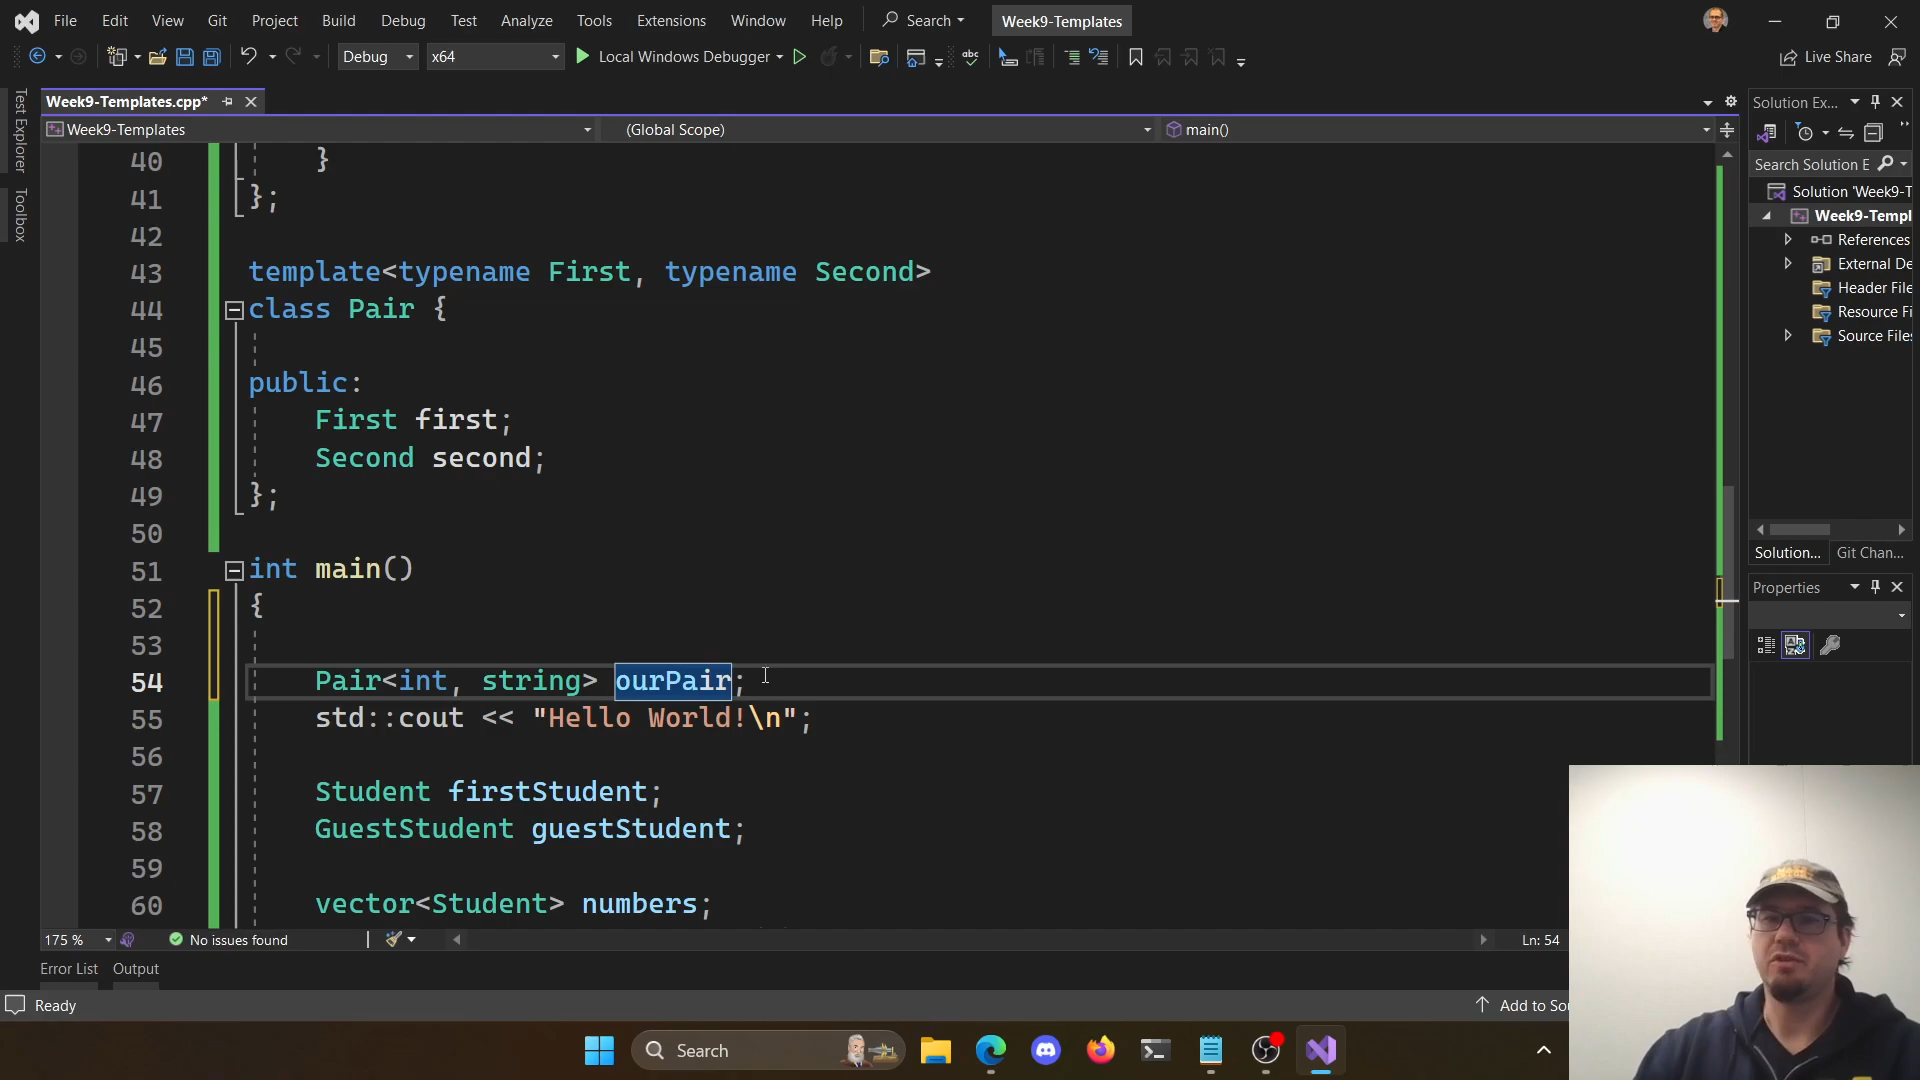 File Edit View Git Project Build Debug Test Analyze Tools Extensions Window Help Search Week9-Templates
Debug x64 Local Windows Debugger Live Share
Test Explorer
Toolbox
Week9-Templates.cpp*
Week9-Templates (Global Scope) main()
40 }
41 };
42
43 template<typename First, typename Second>
44 class Pair {
45
46 public:
47 First first;
48 Second second;
49 };
50
51 int main()
52 {
53
54 Pair<int, string> ourPair;
55 std::cout << "Hello World!\n";
56
57 Student firstStudent;
58 GuestStudent guestStudent;
59
60 vector<Student> numbers;
175 % No issues found Ln: 54
Error List Output
Ready Add to Sou
Search
Solution Ex...
Search Solution E
Solution 'Week9-T
Week9-Templ
References
External De
Header File
Resource Fi
Source Files
Solution... Git Chan...
Properties